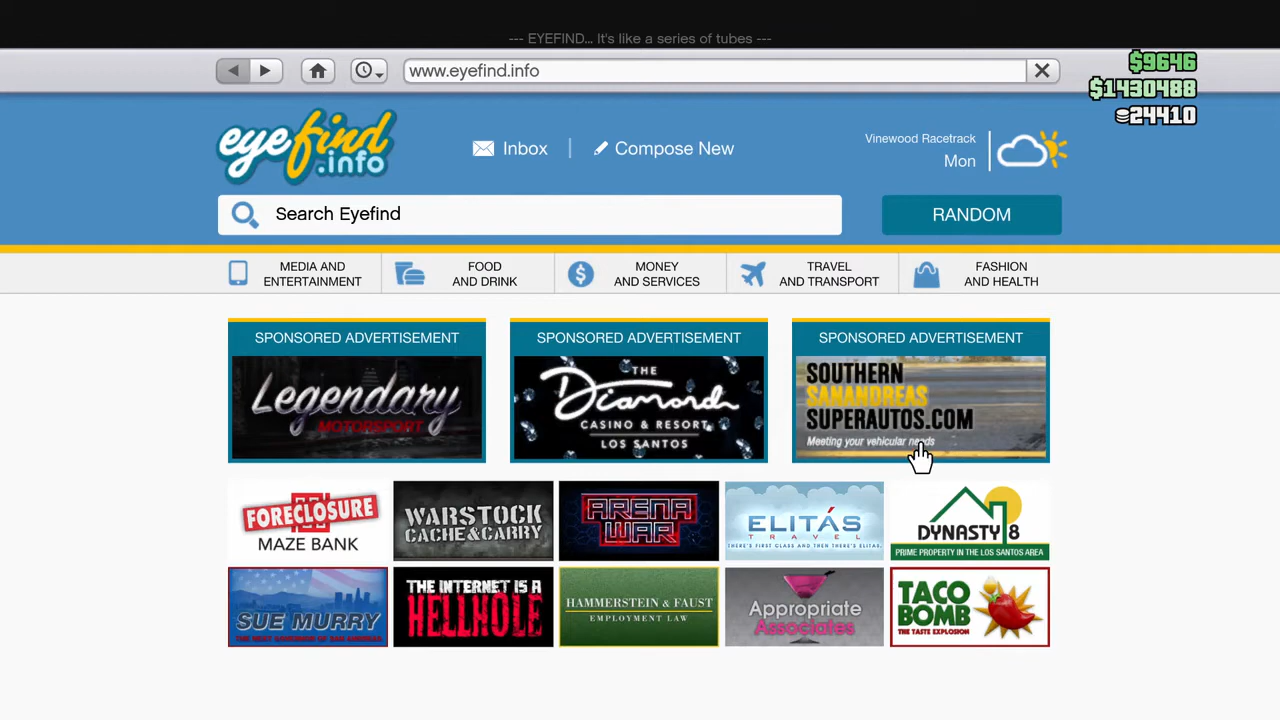 --- EYEFIND... It's like a series of tubes ---
www.eyefind.info
$9646
$1430488
24410
eyefind
.info
Inbox
Compose New
Vinewood Racetrack
Mon
Search Eyefind
RANDOM
MEDIA AND
ENTERTAINMENT
FOOD
AND DRINK
MONEY
AND SERVICES
TRAVEL
AND TRANSPORT
FASHION
AND HEALTH
SPONSORED ADVERTISEMENT
Legendary
MOTORSPORT
SPONSORED ADVERTISEMENT
THE
Diamond
CASINO & RESORT
LOS SANTOS
SPONSORED ADVERTISEMENT
SOUTHERN
SANANDREAS
SUPERAUTOS.COM
Meeting your vehicular needs
FORECLOSURE
MAZE BANK
WARSTOCK
CACHE&CARRY
ARENA
WAR
ELITÁS
TRAVEL
THERE'S FIRST CLASS AND THEN THERE'S ELITAS.
DYNASTY 8
PRIME PROPERTY IN THE LOS SANTOS AREA
SUE MURRY
THE NEXT GOVERNOR OF SAN ANDREAS
THE INTERNET IS A
HELLHOLE
HAMMERSTEIN & FAUST
EMPLOYMENT LAW
Appropriate
Associates
TACO
BOMB
THE TASTE EXPLOSION